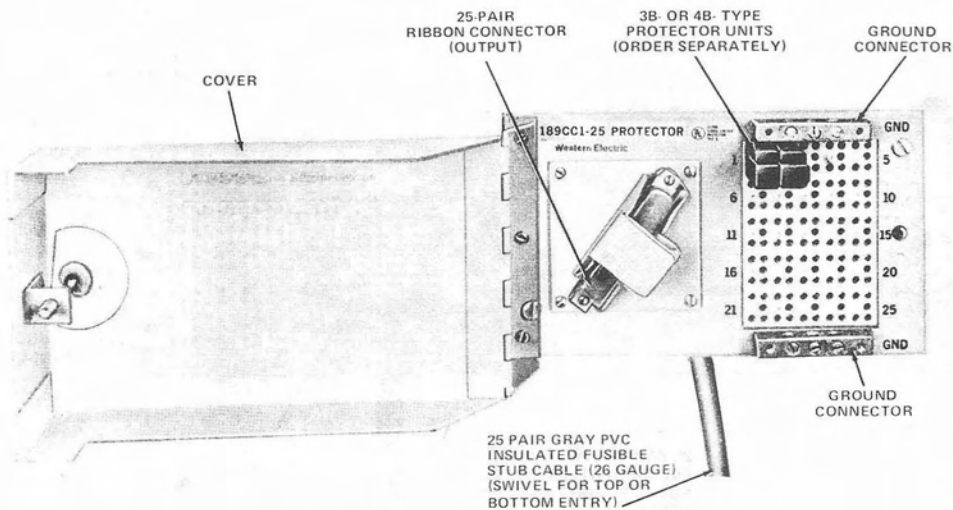 25-PAIR
RIBBON CONNECTOR
(OUTPUT)
3B- OR 4B- TYPE
PROTECTOR UNITS
(ORDER SEPARATELY)
GROUND
CONNECTOR
COVER
189CC1-25 PROTECTOR
Western Electric
GND
1
5
6
10
11
15
16
20
21
25
GND
GROUND
CONNECTOR
25 PAIR GRAY PVC
INSULATED FUSIBLE
STUB CABLE (26 GAUGE)
(SWIVEL FOR TOP OR
BOTTOM ENTRY)